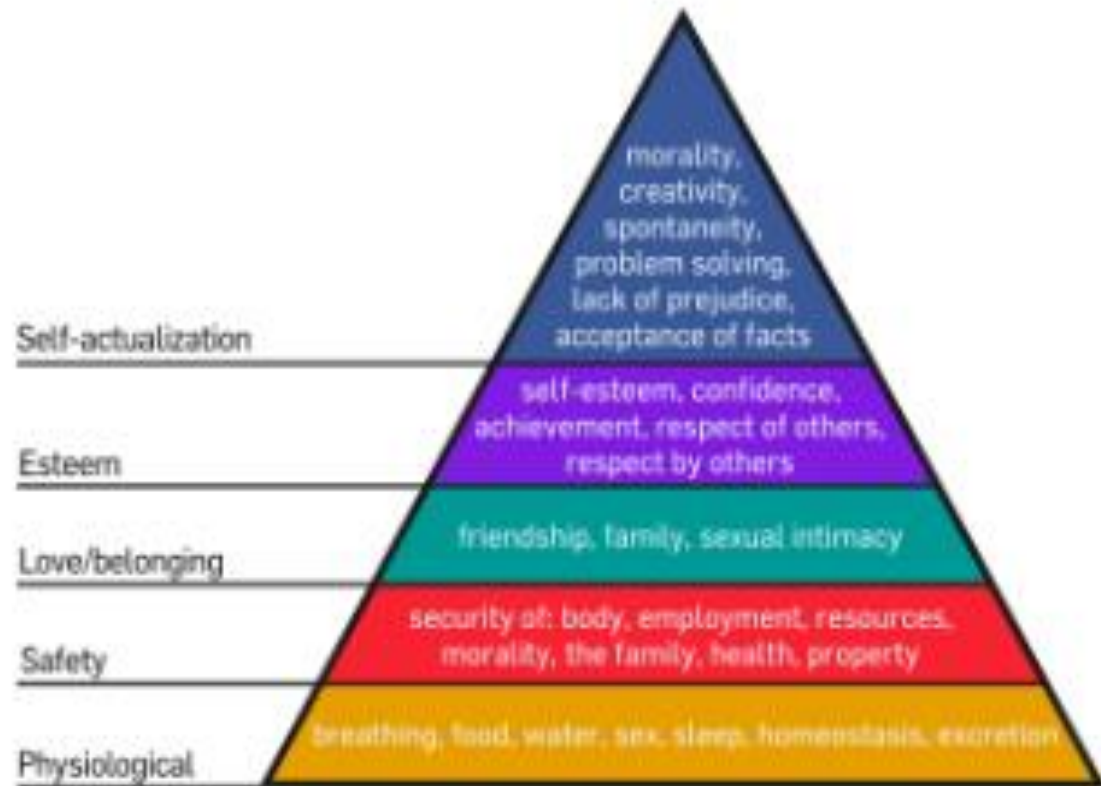 morality,
creativity,
spontaneity,
problem solving,
lack of prejudice,
acceptance of facts
Self-actualization
self-esteem, confidence,
achievement, respect of others,
respect by others
Esteem
friendship, family, sexual intimacy
Love/belonging
security of: body, employment, resources,
morality, the family, health, property
Safety
breathing, food, water, sex, sleep, homeostasis, excretion
Physiological